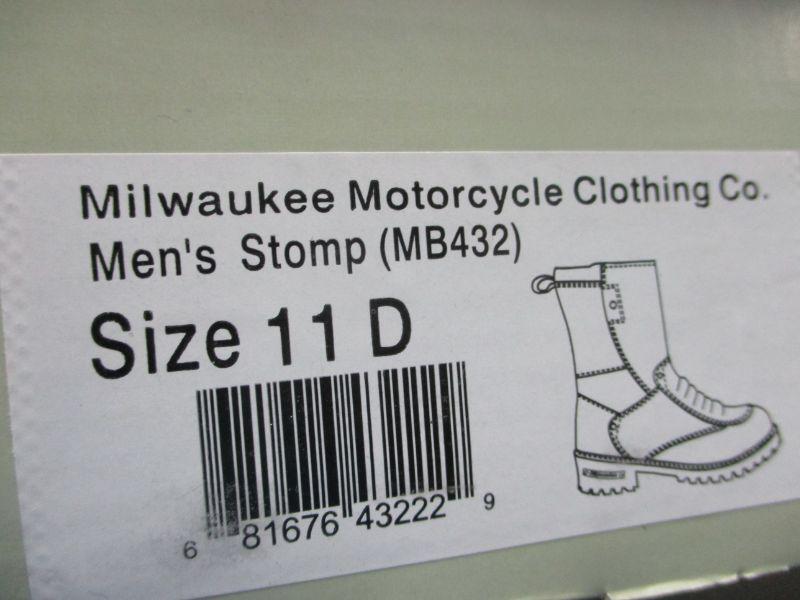 Milwaukee Motorcycle Clothing Co.
Men's Stomp (MB432)
Size 11 D
6 81676 43222 9